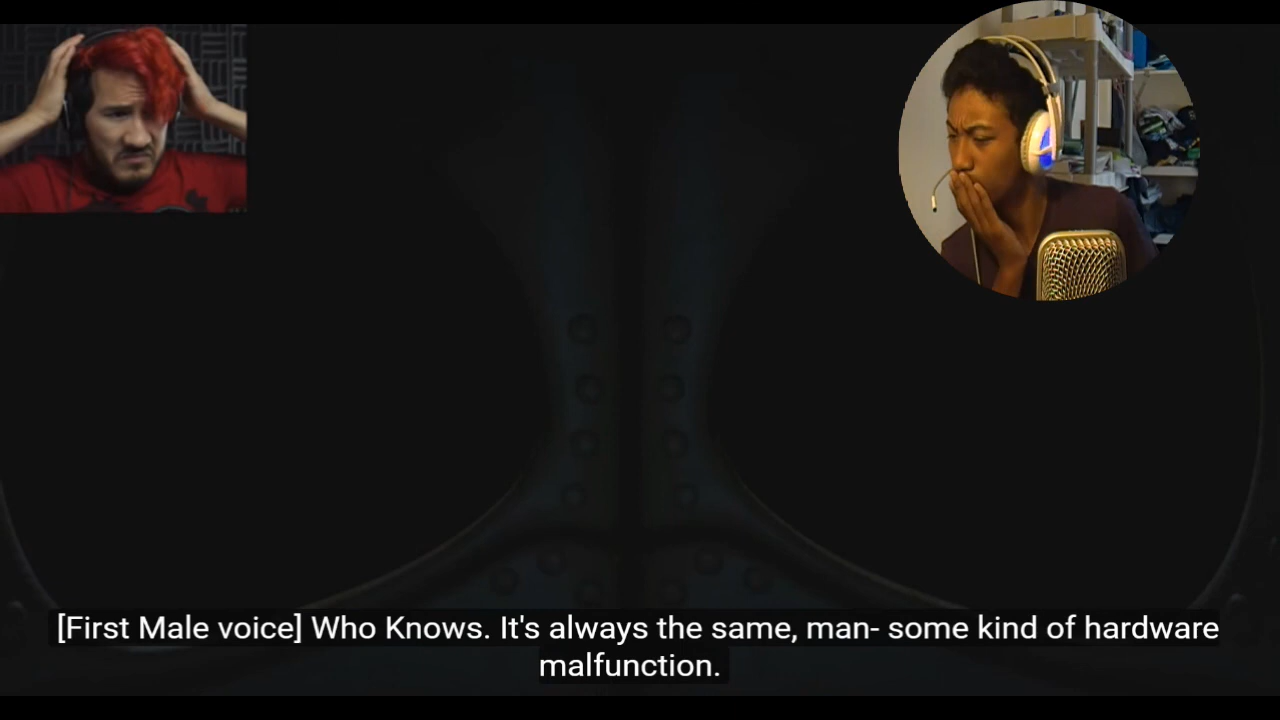 [First Male voice] Who Knows. It's always the same, man- some kind of hardware
malfunction.